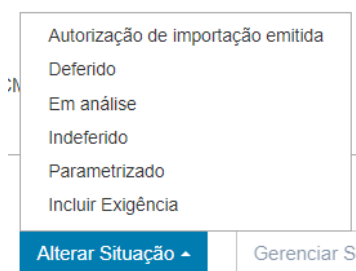 Autorização de importação emitida
Deferido
Em análise
Indeferido
Parametrizado
Incluir Exigência
Alterar Situação
Gerenciar S